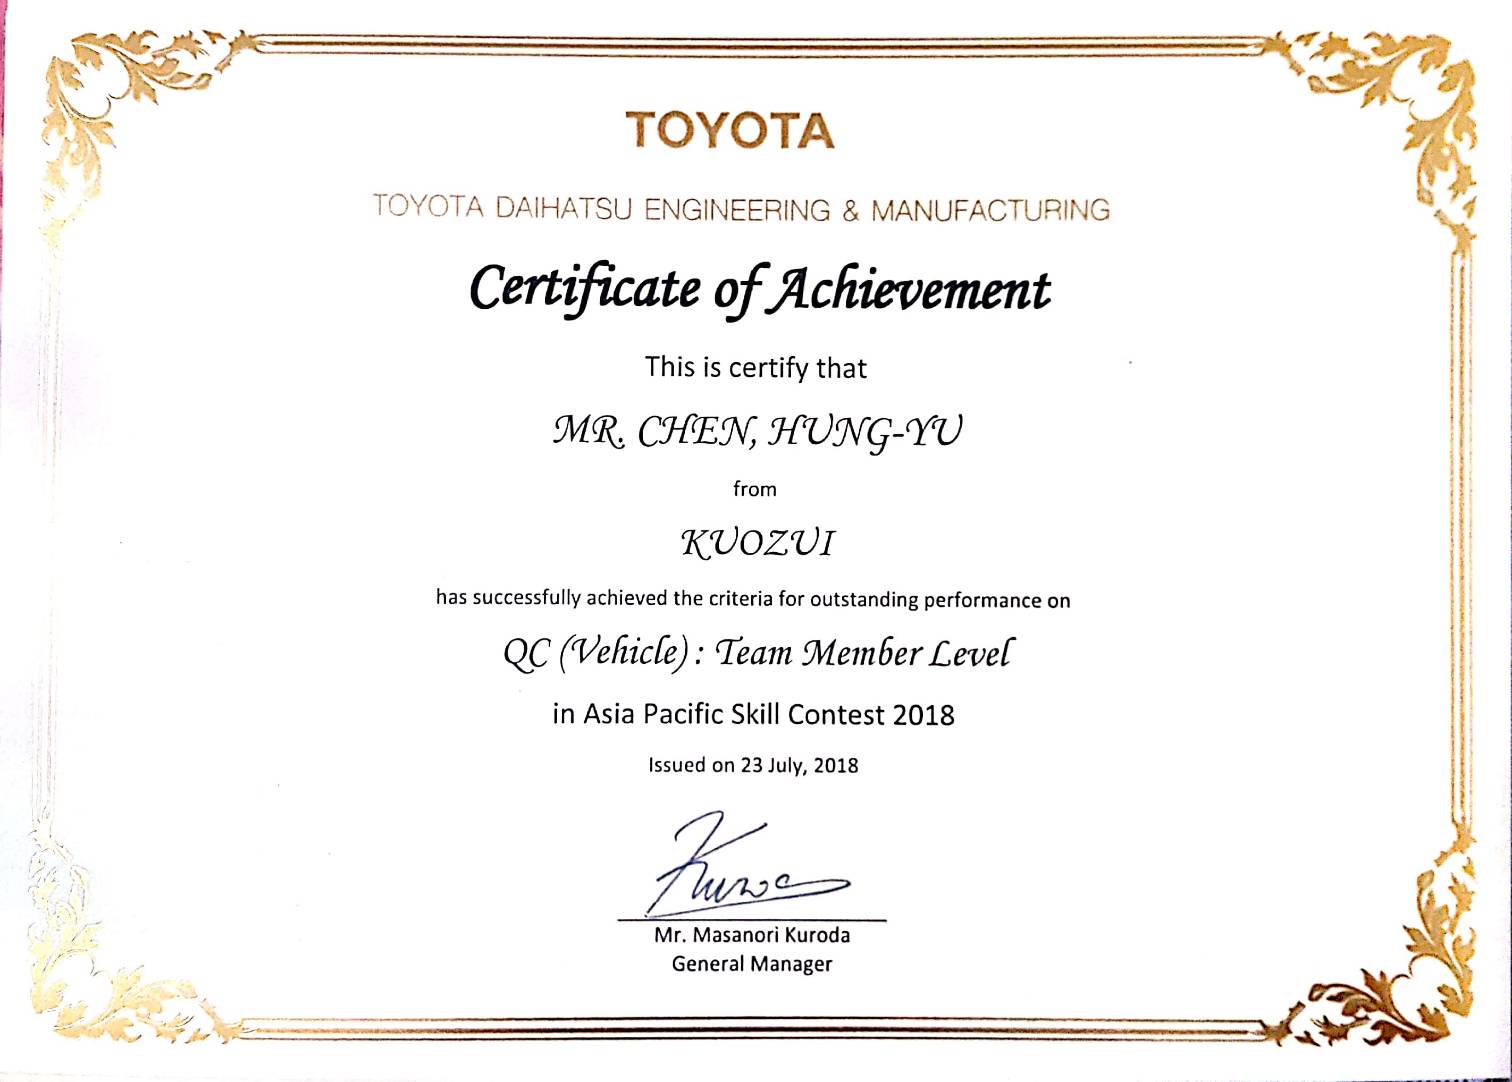 TOYOTA
TOYOTA DAIHATSU ENGINEERING & MANUFACTURING
Certificate of Achievement
This is certify that
MR. CHEN, HUNG-YU
from
KUOZUI
has successfully achieved the criteria for outstanding performance on
QC (Vehicle) : Team Member Level
in Asia Pacific Skill Contest 2018
Issued on 23 July, 2018
Mr. Masanori Kuroda
General Manager